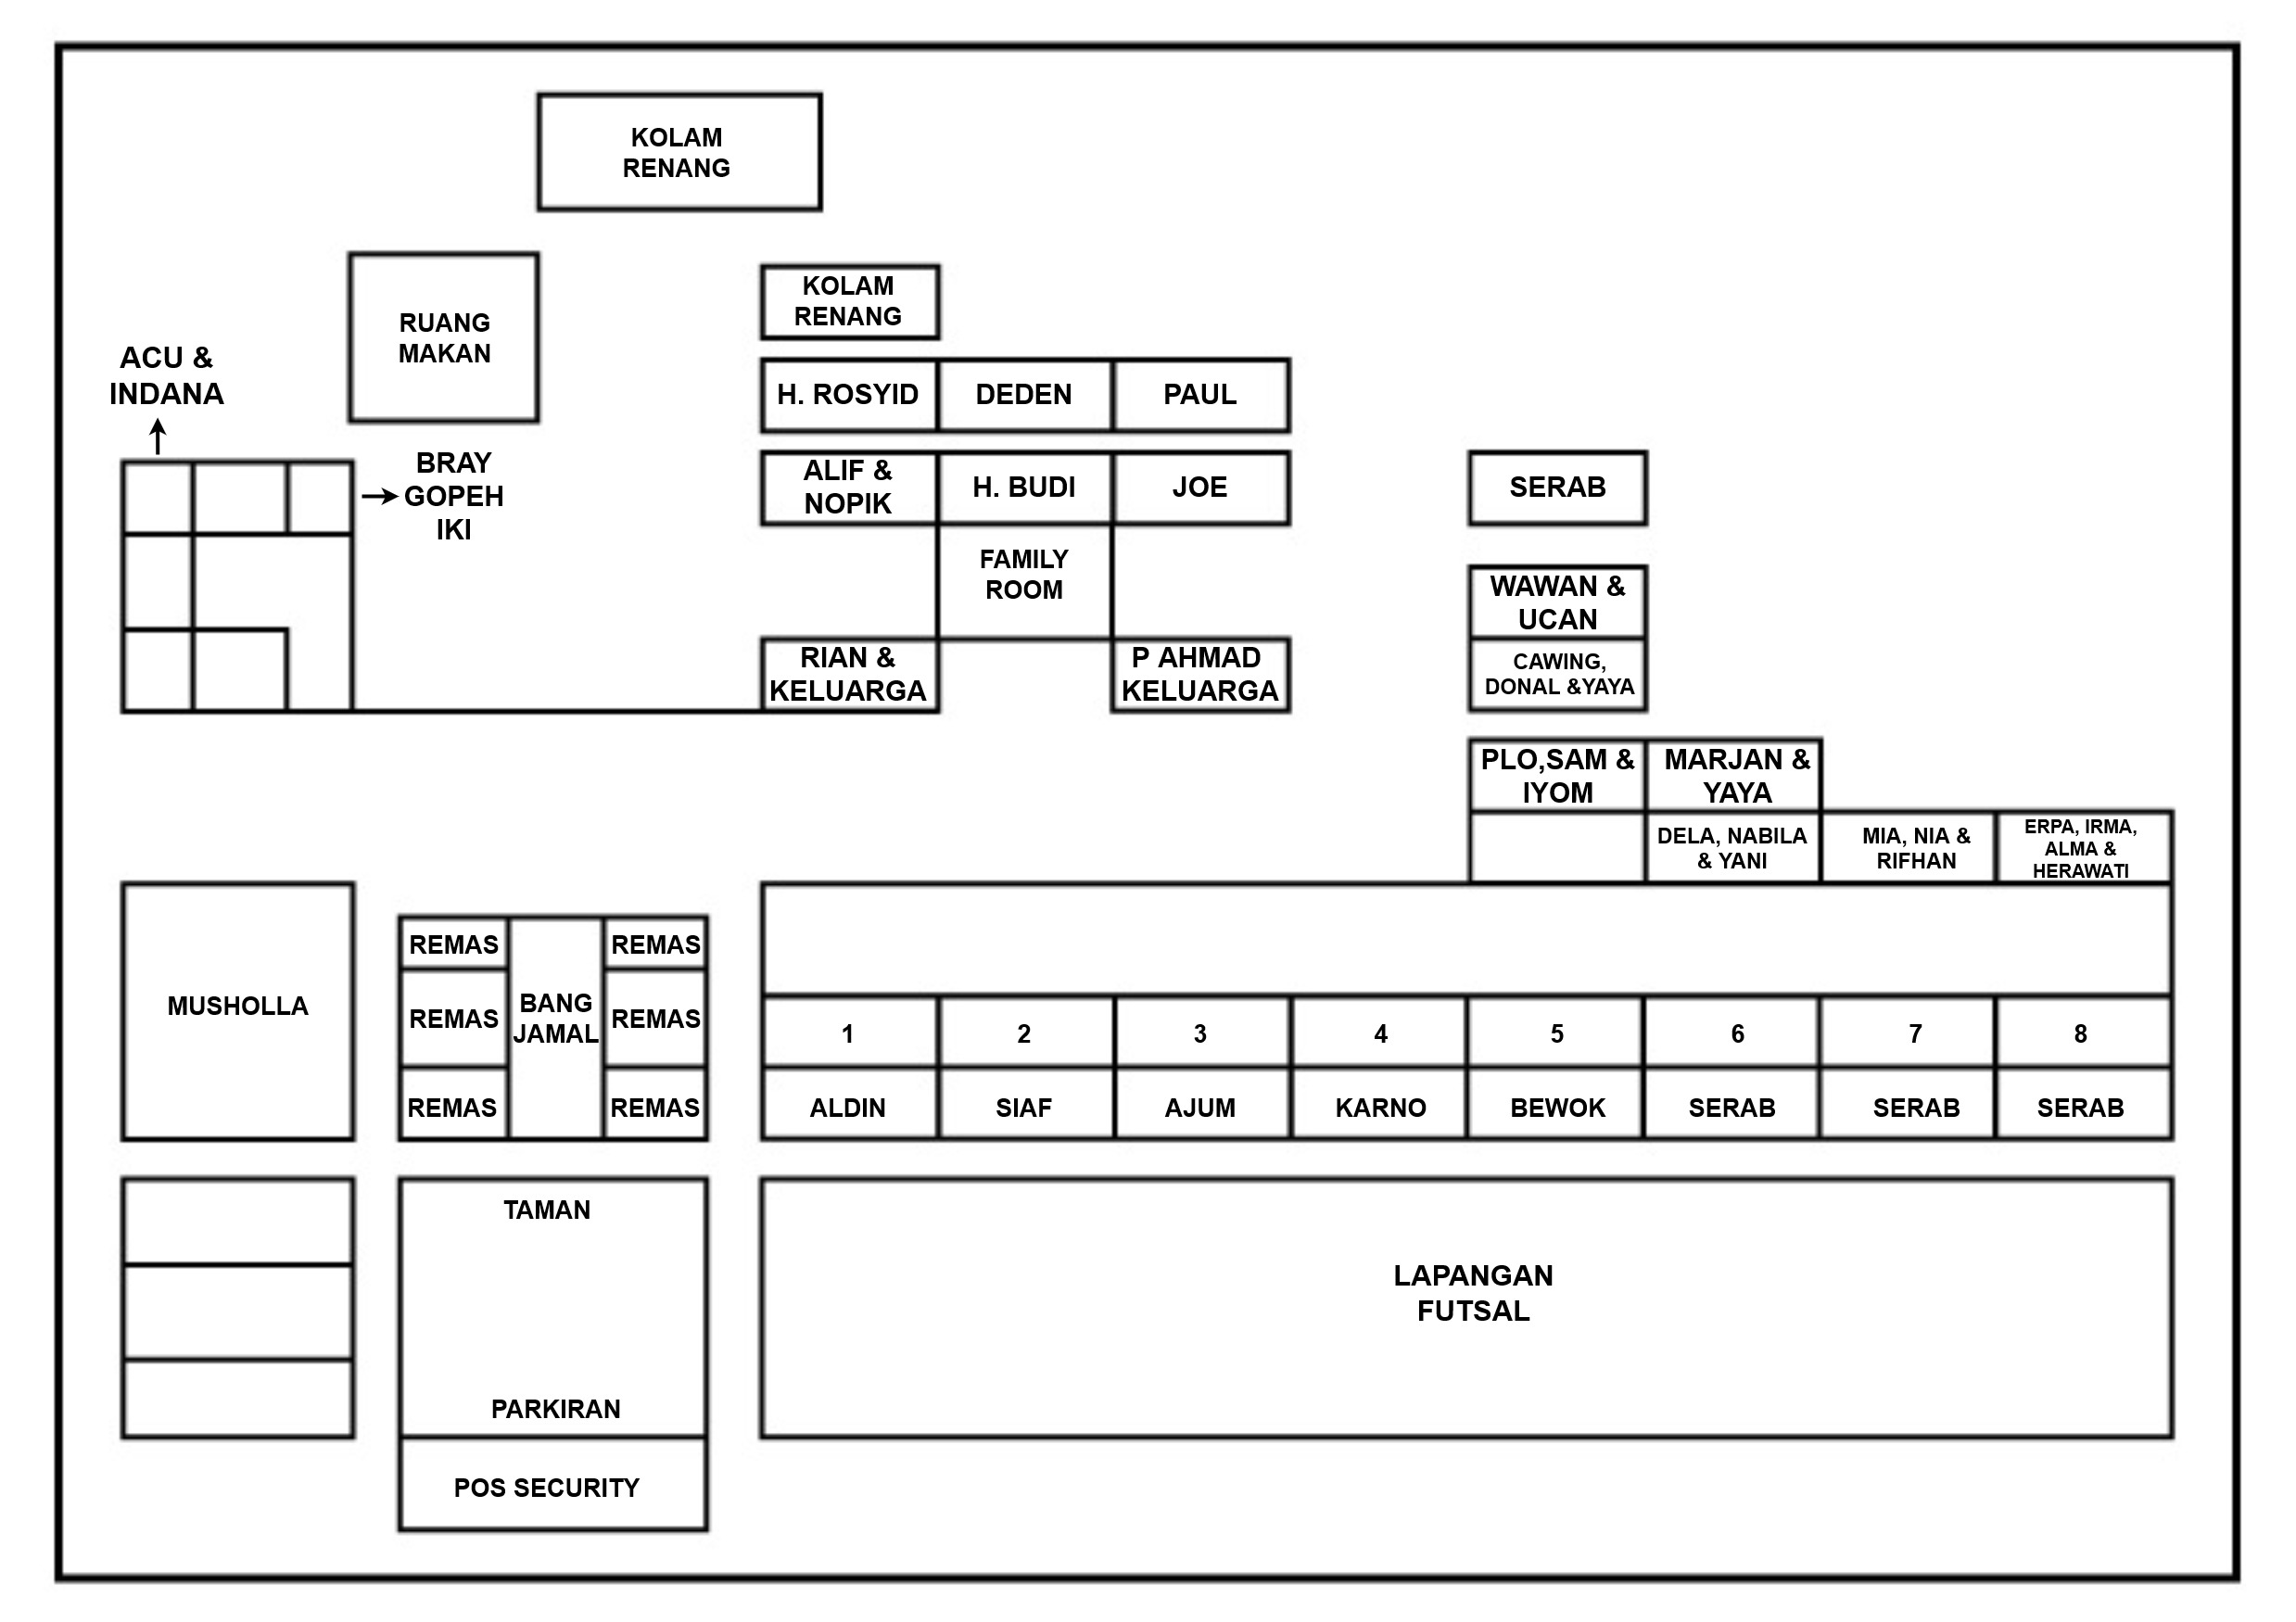 KOLAM
RENANG
RUANG
MAKAN
KOLAM
RENANG
ACU &
INDANA
H. ROSYID
DEDEN
PAUL
BRAY
GOPEH
IKI
ALIF &
NOPIK
H. BUDI
JOE
SERAB
FAMILY
ROOM
WAWAN &
UCAN
RIAN &
KELUARGA
P AHMAD
KELUARGA
CAWING,
DONAL &YAYA
PLO,SAM &
IYOM
MARJAN &
YAYA
DELA, NABILA
& YANI
MIA, NIA &
RIFHAN
ERPA, IRMA,
ALMA &
HERAWATI
MUSHOLLA
REMAS
REMAS
REMAS
BANG
JAMAL
REMAS
REMAS
REMAS
1
2
3
4
5
6
7
8
ALDIN
SIAF
AJUM
KARNO
BEWOK
SERAB
SERAB
SERAB
TAMAN
PARKIRAN
POS SECURITY
LAPANGAN
FUTSAL